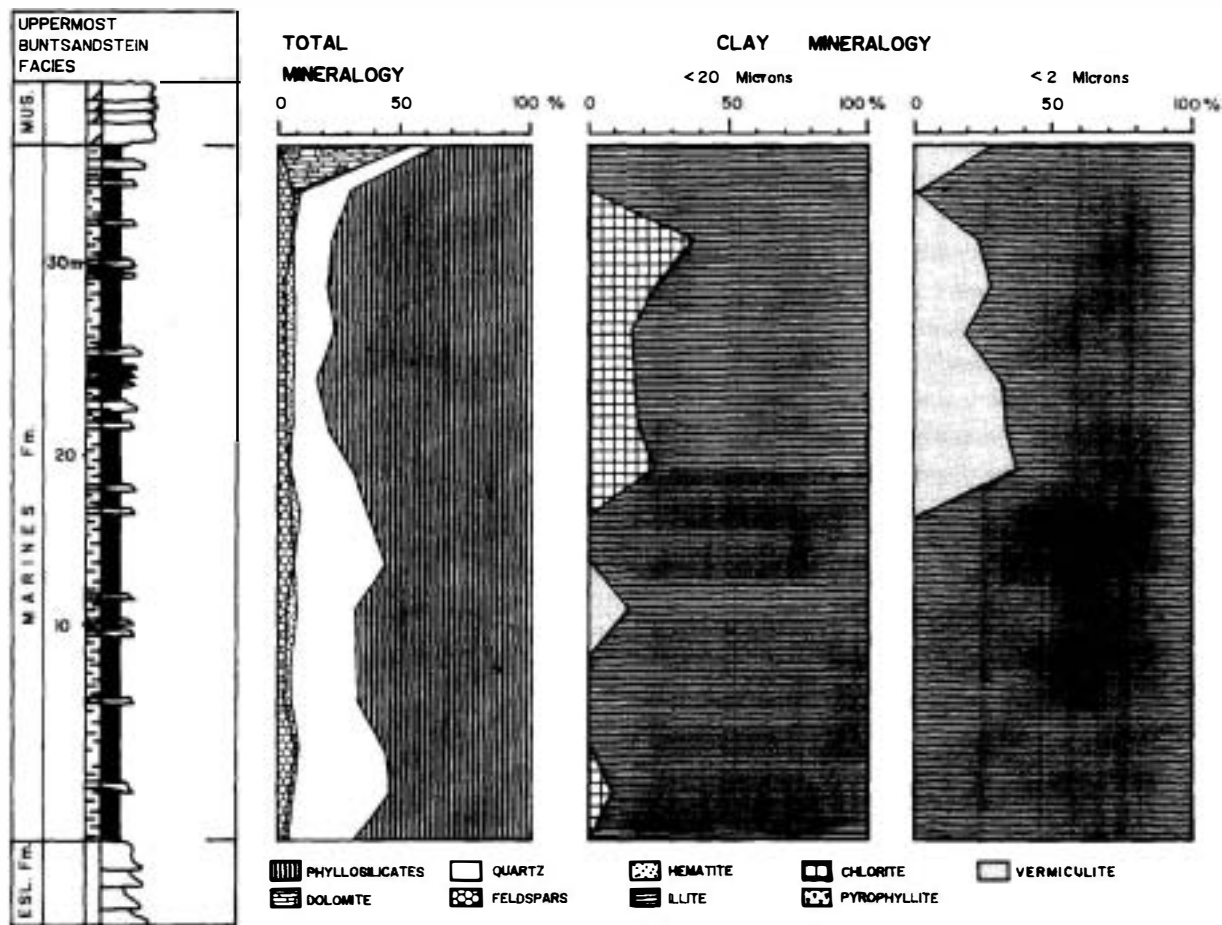 UPPERMOST
BUNTSANDSTEIN
FACIES
TOTAL
MINERALOGY
CLAY MINERALOGY
< 20 Microns
< 2 Microns
0 50 100 %
0 50 100 %
0 50 100 %
MUS.
MARINES Fm.
ESL. Fm.
30m
20
10
PHYLLOSILICATES
QUARTZ
HEMATITE
CHLORITE
VERMICULITE
DOLOMITE
FELDSPARS
ILLITE
PYROPHYLLITE